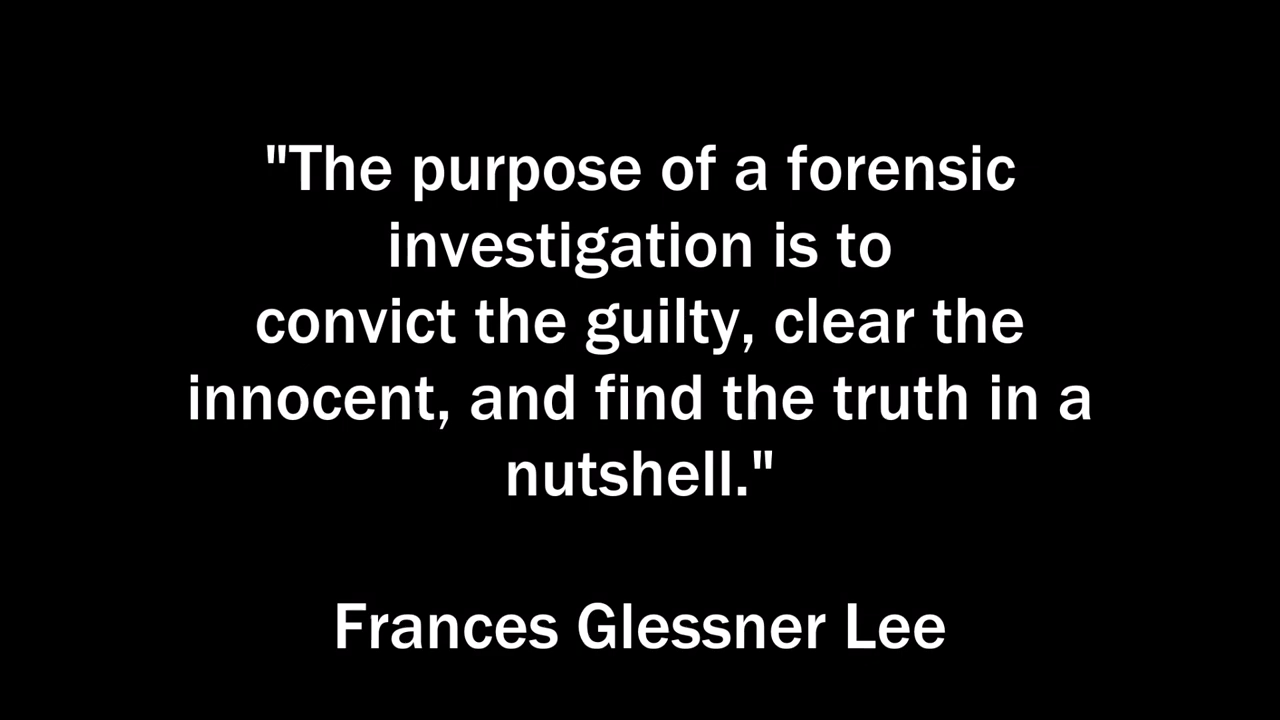 "The purpose of a forensic
investigation is to
convict the guilty, clear the
innocent, and find the truth in a
nutshell."
Frances Glessner Lee